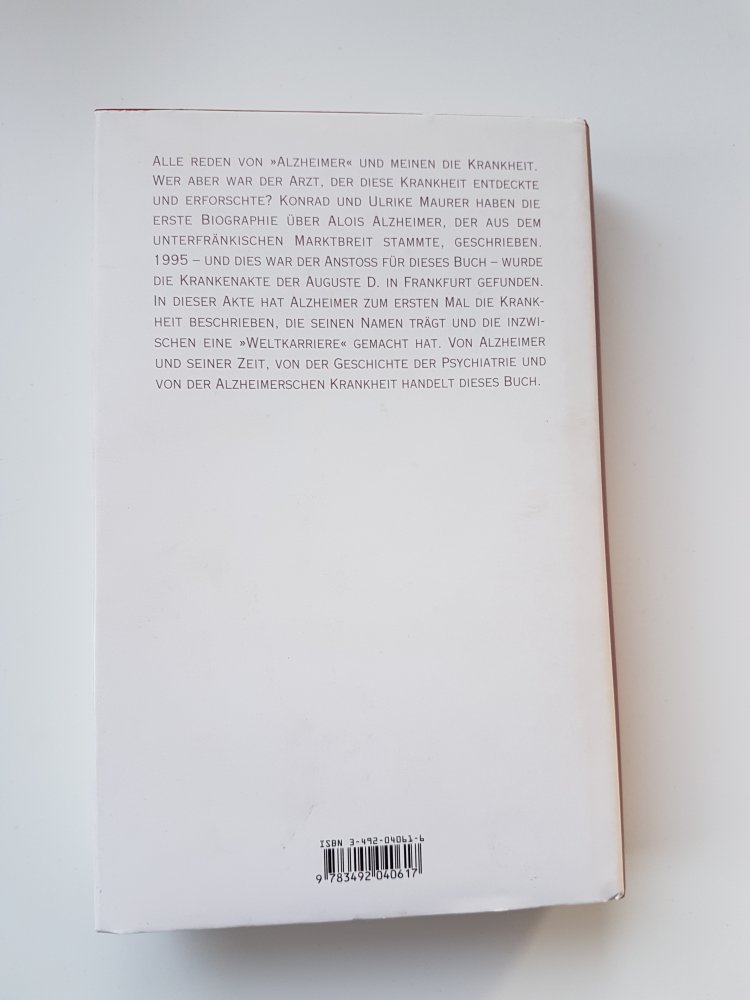 ALLE REDEN VON »ALZHEIMER« UND MEINEN DIE KRANKHEIT.
WER ABER WAR DER ARZT, DER DIESE KRANKHEIT ENTDECKTE
UND ERFORSCHTE? KONRAD UND ULRIKE MAURER HABEN DIE
ERSTE BIOGRAPHIE ÜBER ALOIS ALZHEIMER, DER AUS DEM
UNTERFRÄNKISCHEN MARKTBREIT STAMMTE, GESCHRIEBEN.
1995 – UND DIES WAR DER ANSTOSS FÜR DIESES BUCH – WURDE
DIE KRANKENAKTE DER AUGUSTE D. IN FRANKFURT GEFUNDEN.
IN DIESER AKTE HAT ALZHEIMER ZUM ERSTEN MAL DIE KRANK-
HEIT BESCHRIEBEN, DIE SEINEN NAMEN TRÄGT UND DIE INZWI-
SCHEN EINE »WELTKARRIERE« GEMACHT HAT. VON ALZHEIMER
UND SEINER ZEIT, VON DER GESCHICHTE DER PSYCHIATRIE UND
VON DER ALZHEIMERSCHEN KRANKHEIT HANDELT DIESES BUCH.
ISBN 3-492-04061-6
9 783492 040617